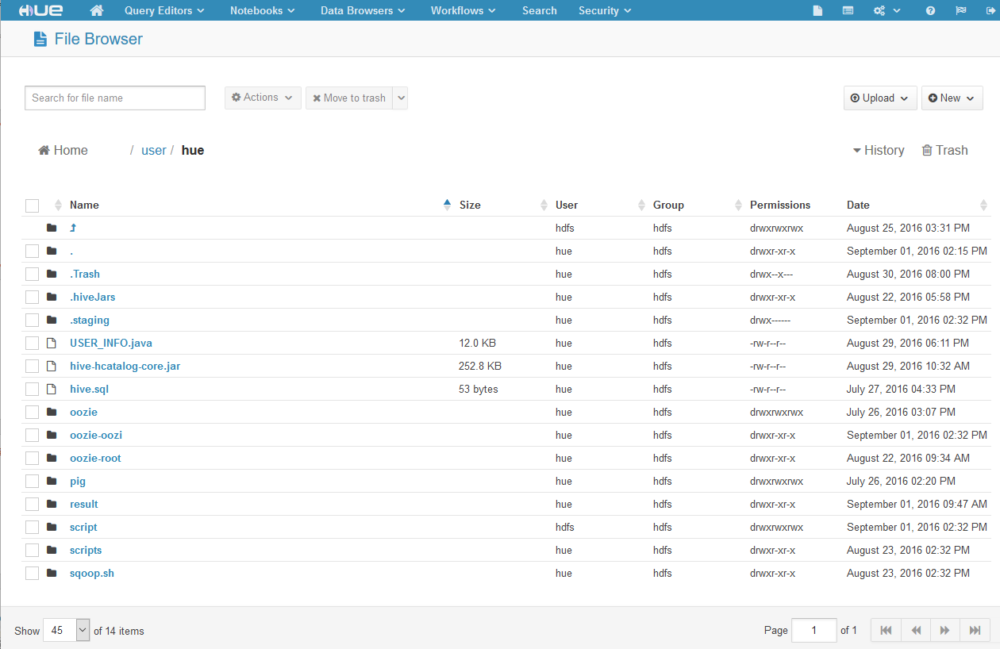 HUE Query Editors Notebooks Data Browsers Workflows Search Security
File Browser
Search for file name Actions Move to trash Upload New
Home / user / hue History Trash
Name Size User Group Permissions Date
hdfs hdfs drwxrwxrwx August 25, 2016 03:31 PM
. hue hdfs drwxr-xr-x September 01, 2016 02:15 PM
.Trash hue hdfs drwx--x--- August 30, 2016 08:00 PM
.hiveJars hue hdfs drwxr-xr-x August 22, 2016 05:58 PM
.staging hue hdfs drwx------ September 01, 2016 02:32 PM
USER_INFO.java 12.0 KB hue hdfs -rw-r--r-- August 29, 2016 06:11 PM
hive-hcatalog-core.jar 252.8 KB hue hdfs -rw-r--r-- August 29, 2016 10:32 AM
hive.sql 53 bytes hue hdfs -rw-r--r-- July 27, 2016 04:33 PM
oozie hue hdfs drwxrwxrwx July 26, 2016 03:07 PM
oozie-oozi hue hdfs drwxr-xr-x September 01, 2016 02:32 PM
oozie-root hue hdfs drwxr-xr-x August 22, 2016 09:34 AM
pig hue hdfs drwxrwxrwx July 26, 2016 02:20 PM
result hue hdfs drwxr-xr-x September 01, 2016 09:47 AM
script hdfs hdfs drwxrwxrwx September 01, 2016 02:32 PM
scripts hue hdfs drwxr-xr-x August 23, 2016 02:32 PM
sqoop.sh hue hdfs drwxr-xr-x August 23, 2016 02:32 PM
Show 45 of 14 items Page 1 of 1